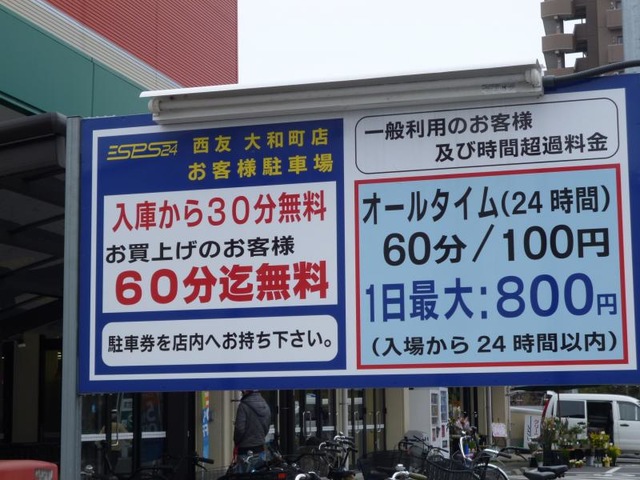 ESPS24 西友 大和町店
お客様駐車場
入庫から30分無料
お買上げのお客様
60分迄無料
駐車券を店内へお持ち下さい。
一般利用のお客様
及び時間超過料金
オールタイム(24時間)
60分/100円
1日最大:800円
(入場から24時間以内)